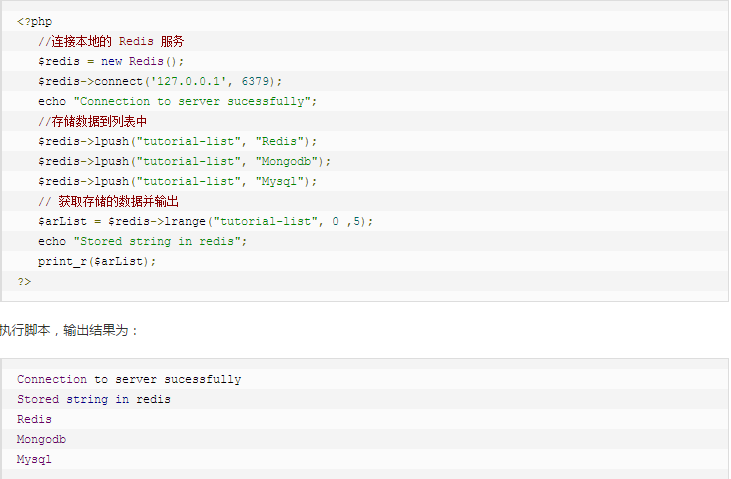 <?php
//连接本地的 Redis 服务
$redis = new Redis();
$redis->connect('127.0.0.1', 6379);
echo "Connection to server sucessfully";
//存储数据到列表中
$redis->lpush("tutorial-list", "Redis");
$redis->lpush("tutorial-list", "Mongodb");
$redis->lpush("tutorial-list", "Mysql");
// 获取存储的数据并输出
$arList = $redis->lrange("tutorial-list", 0 ,5);
echo "Stored string in redis";
print_r($arList);
?>
执行脚本，输出结果为：
Connection to server sucessfully
Stored string in redis
Redis
Mongodb
Mysql